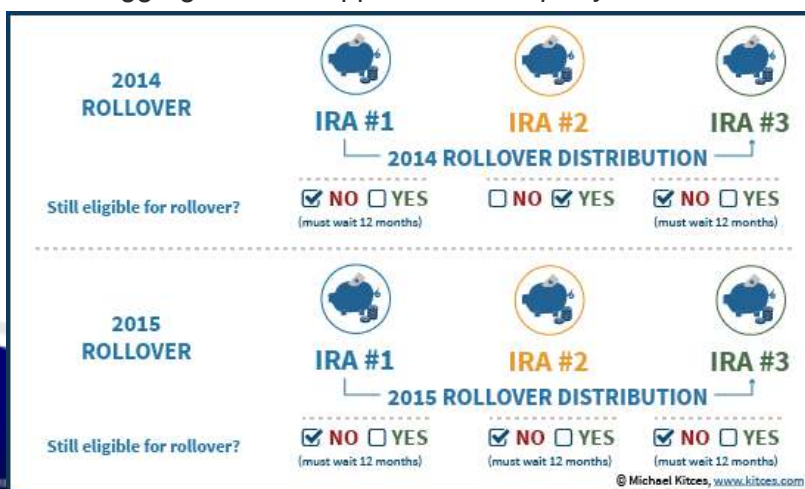 2014
ROLLOVER
IRA #1 IRA #2 IRA #3
2014 ROLLOVER DISTRIBUTION
Still eligible for rollover? NO YES NO YES NO YES
(must wait 12 months) (must wait 12 months)
2015
ROLLOVER
IRA #1 IRA #2 IRA #3
2015 ROLLOVER DISTRIBUTION
Still eligible for rollover? NO YES NO YES NO YES
(must wait 12 months) (must wait 12 months) (must wait 12 months)
© Michael Kitces, www.kitces.com